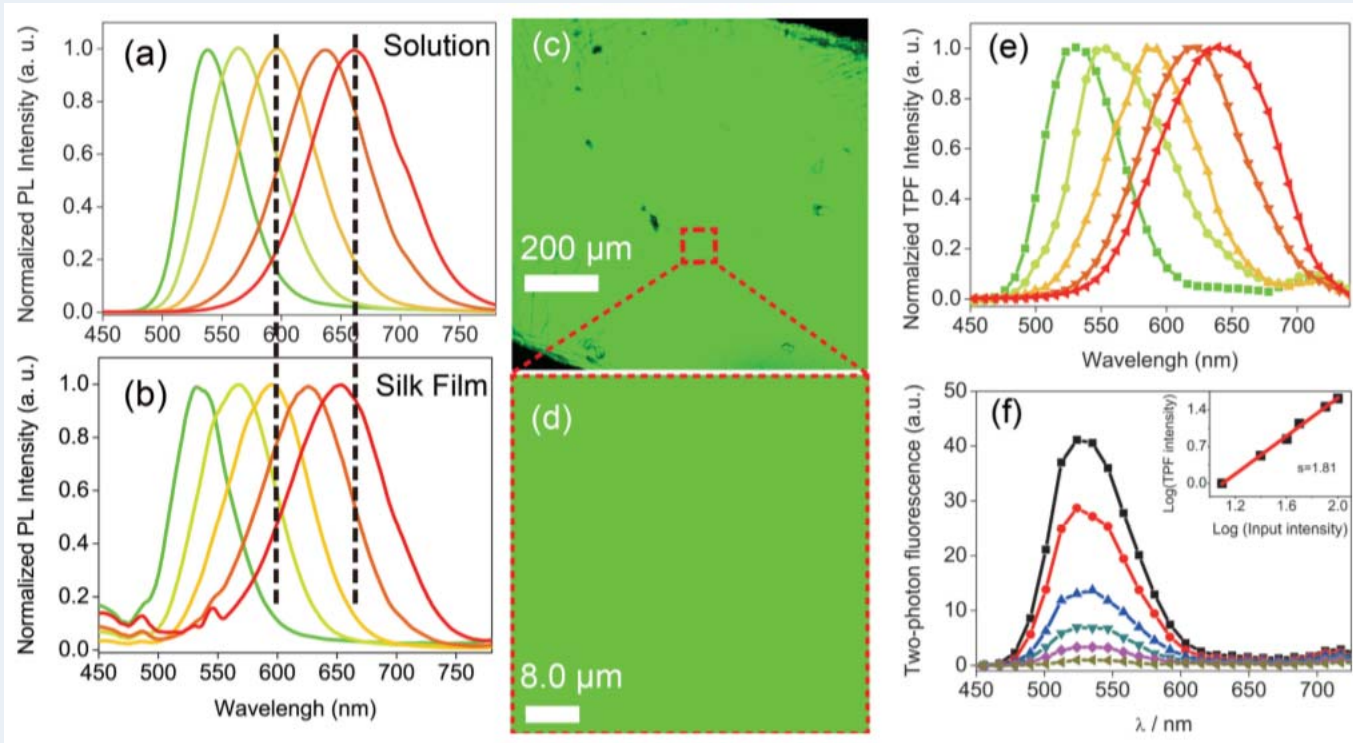 (a)
Solution
Normalized PL Intensity (a. u.)
1.0
0.8
0.6
0.4
0.2
0.0
450 500 550 600 650 700 750
(b)
Silk Film
Normalized PL Intensity (a. u.)
1.0
0.8
0.6
0.4
0.2
0.0
450 500 550 600 650 700 750
Wavelengh (nm)
(c)
200 µm
(d)
8.0 µm
(e)
Normalzied TPF Intensity (a. u.)
1.0
0.8
0.6
0.4
0.2
0.0
450 500 550 600 650 700
Wavelengh (nm)
(f)
Two-photon fluorescence (a.u.)
50
40
30
20
10
0
450 500 550 600 650 700
λ / nm
Log(TPF intensity)
1.4
0.7
0.0
s=1.81
1.2 1.6 2.0
Log (Input intensity)